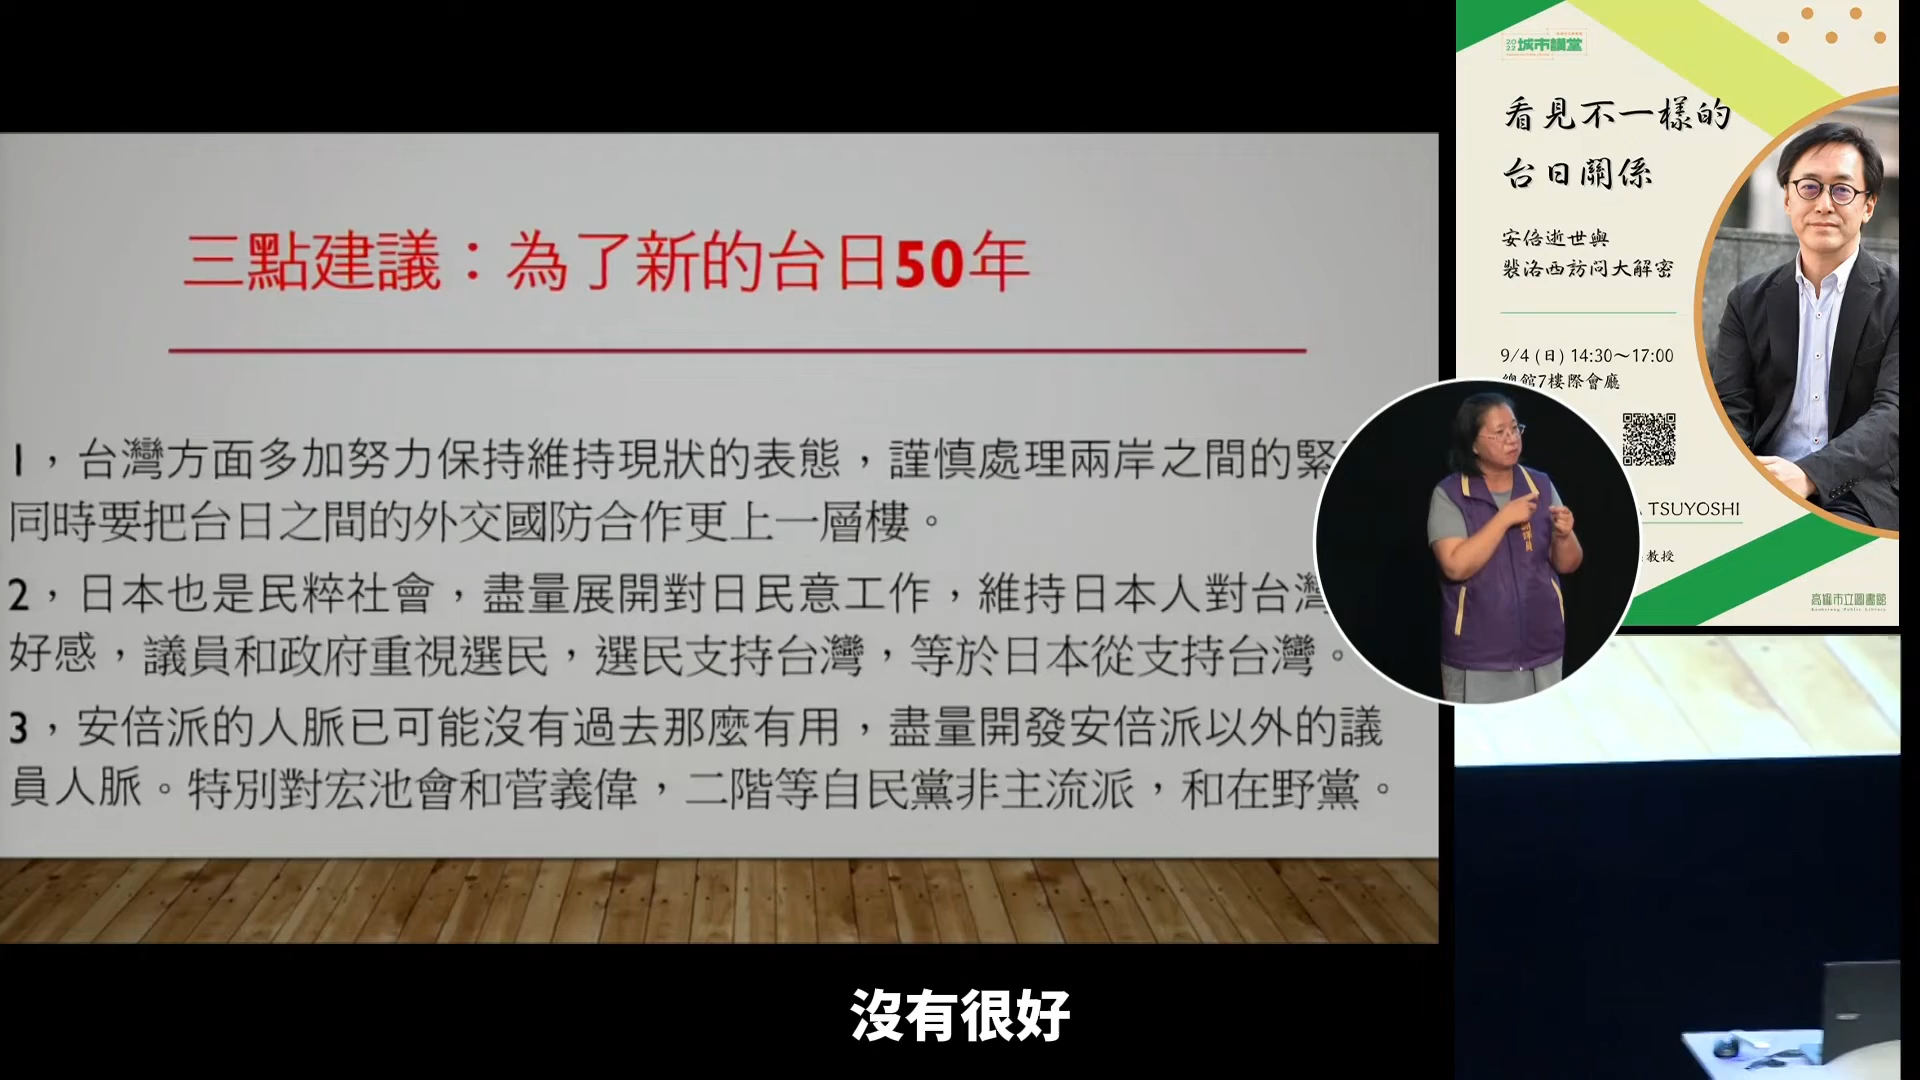 三點建議：為了新的台日50年
1，台灣方面多加努力保持維持現狀的表態，謹慎處理兩岸之間的緊
同時要把台日之間的外交國防合作更上一層樓。
2，日本也是民粹社會，盡量展開對日民意工作，維持日本人對台灣
好感，議員和政府重視選民，選民支持台灣，等於日本從支持台灣。
3，安倍派的人脈已可能沒有過去那麼有用，盡量開發安倍派以外的議
員人脈。特別對宏池會和菅義偉，二階等自民黨非主流派，和在野黨。
2022 城市講堂
看見不一樣的
台日關係
安倍逝世與
裴洛西訪問大解密
9/4 (日) 14:30～17:00
總館7樓際會廳
TSUYOSHI
教授
高雄市立圖書館
Kaohsiung Public Library
沒有很好